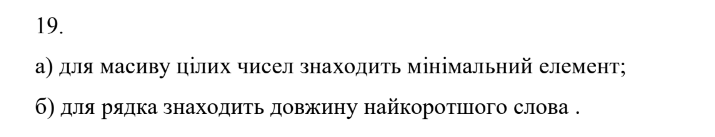 19.
а) для масиву цілих чисел знаходить мінімальний елемент;
б) для рядка знаходить довжину найкоротшого слова .